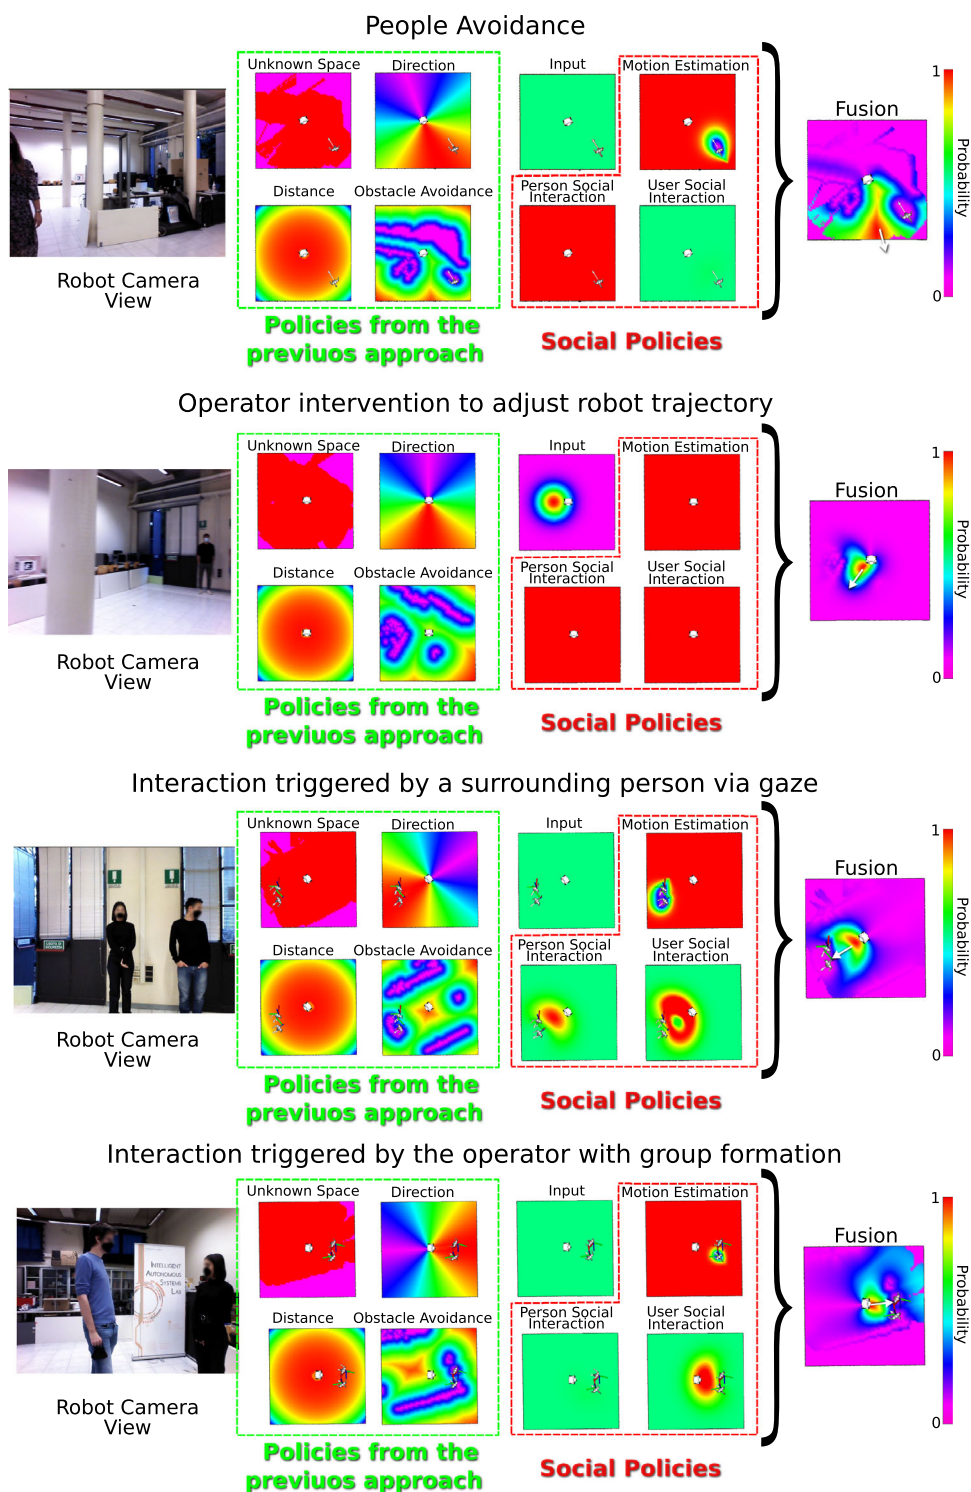 People Avoidance
Unknown Space
Direction
Input
Motion Estimation
Distance
Obstacle Avoidance
Person Social
Interaction
User Social
Interaction
Fusion
1
Probability
0
Robot Camera
View
Policies from the
previuos approach
Social Policies
Operator intervention to adjust robot trajectory
Unknown Space
Direction
Input
Motion Estimation
Distance
Obstacle Avoidance
Person Social
Interaction
User Social
Interaction
Fusion
1
Probability
0
Robot Camera
View
Policies from the
previuos approach
Social Policies
Interaction triggered by a surrounding person via gaze
Unknown Space
Direction
Input
Motion Estimation
Distance
Obstacle Avoidance
Person Social
Interaction
User Social
Interaction
Fusion
1
Probability
0
Robot Camera
View
Policies from the
previuos approach
Social Policies
Interaction triggered by the operator with group formation
Unknown Space
Direction
Input
Motion Estimation
INTELLIGENT
AUTONOMOUS
SYSTEMS
LAB
Distance
Obstacle Avoidance
Person Social
Interaction
User Social
Interaction
Fusion
1
Probability
0
Robot Camera
View
Policies from the
previuos approach
Social Policies